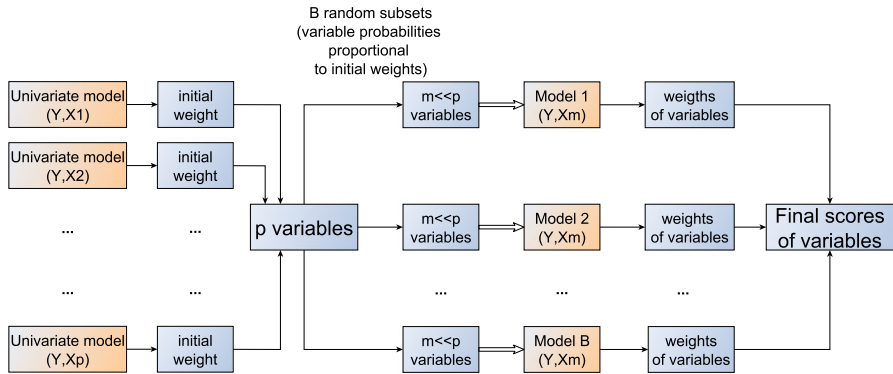 B random subsets
(variable probabilities
proportional
to initial weights)
Univariate model
(Y,X1)
initial
weight
m<<p
variables
Model 1
(Y,Xm)
weigths
of variables
Univariate model
(Y,X2)
initial
weight
...
...
p variables
m<<p
variables
Model 2
(Y,Xm)
weights
of variables
Final scores
of variables
...
...
...
...
...
Univariate model
(Y,Xp)
initial
weight
m<<p
variables
Model B
(Y,Xm)
weights
of variables